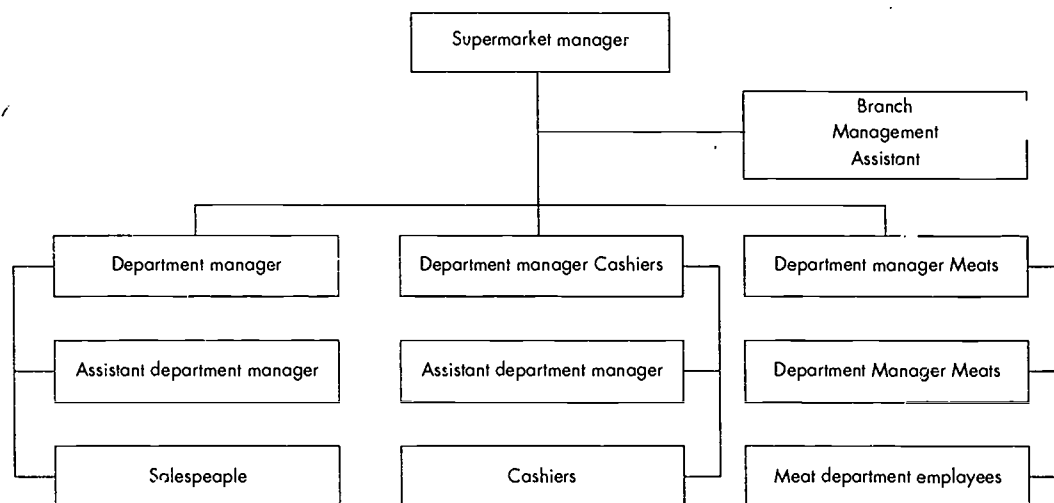 Supermarket manager
Branch
Management
Assistant
Department manager
Department manager Cashiers
Department manager Meats
Assistant department manager
Assistant department manager
Department Manager Meats
Salespeaple
Cashiers
Meat department employees